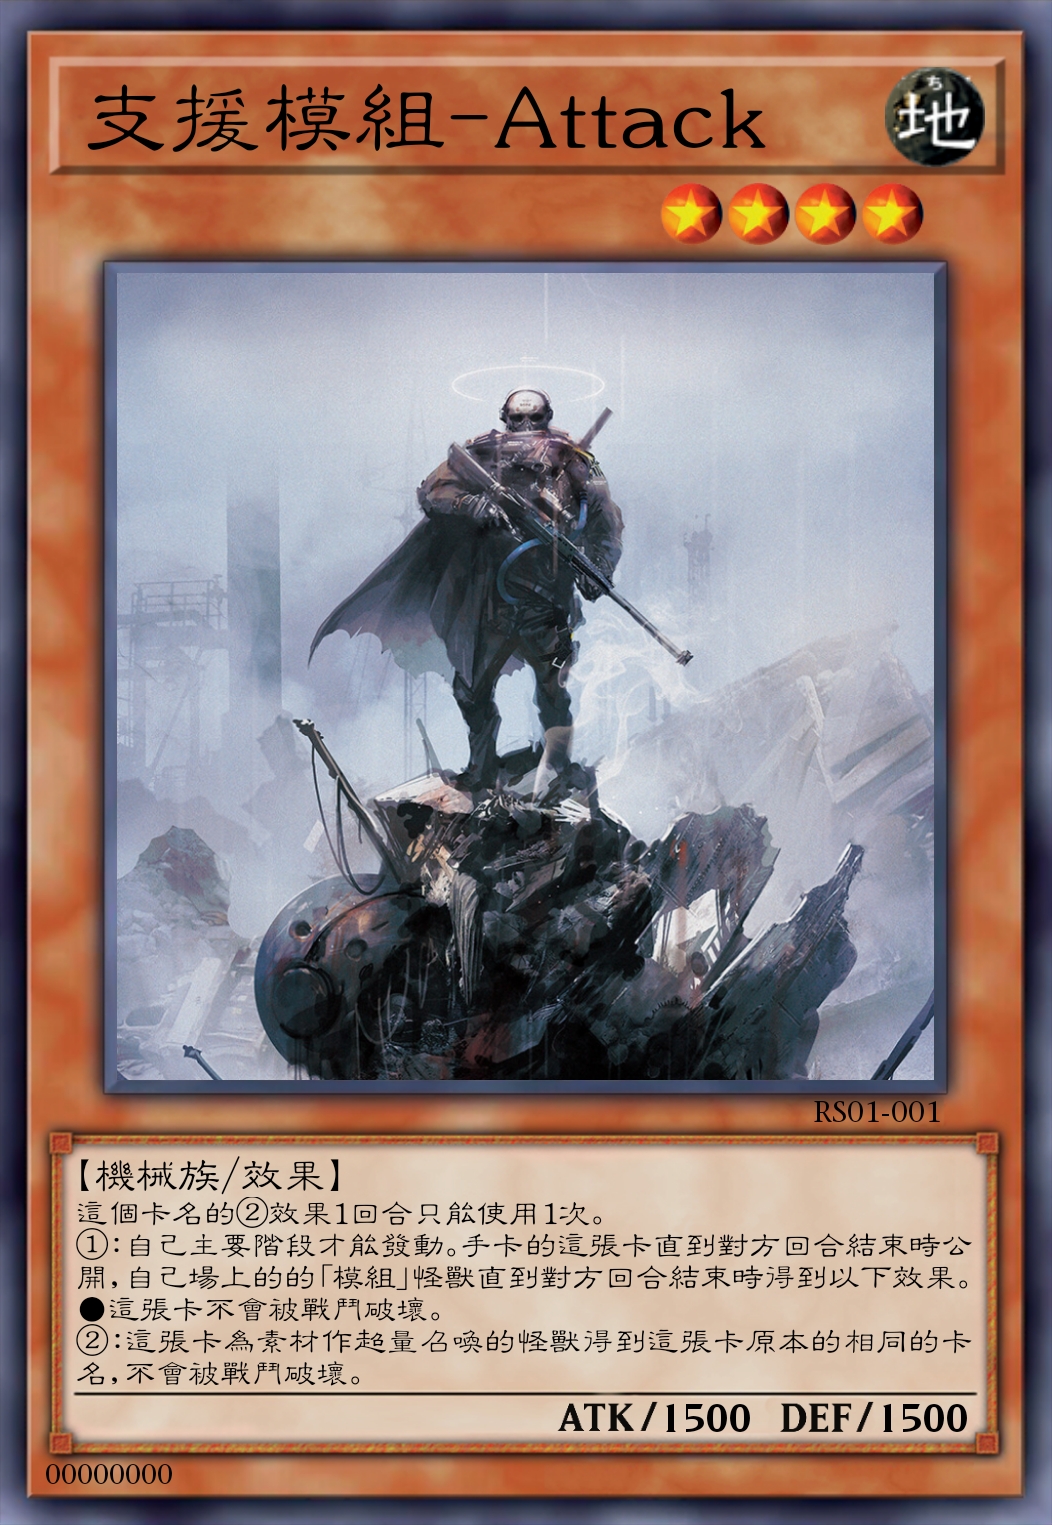 支援模組-Attack
ち
地
RS01-001
【機械族/效果】
這個卡名的②效果1回合只能使用1次。
①:自己主要階段才能發動。手卡的這張卡直到對方回合結束時公
開,自己場上的的「模組」怪獸直到對方回合結束時得到以下效果。
●這張卡不會被戰鬥破壞。
②:這張卡為素材作超量召喚的怪獸得到這張卡原本的相同的卡
名,不會被戰鬥破壞。
ATK/1500 DEF/1500
00000000